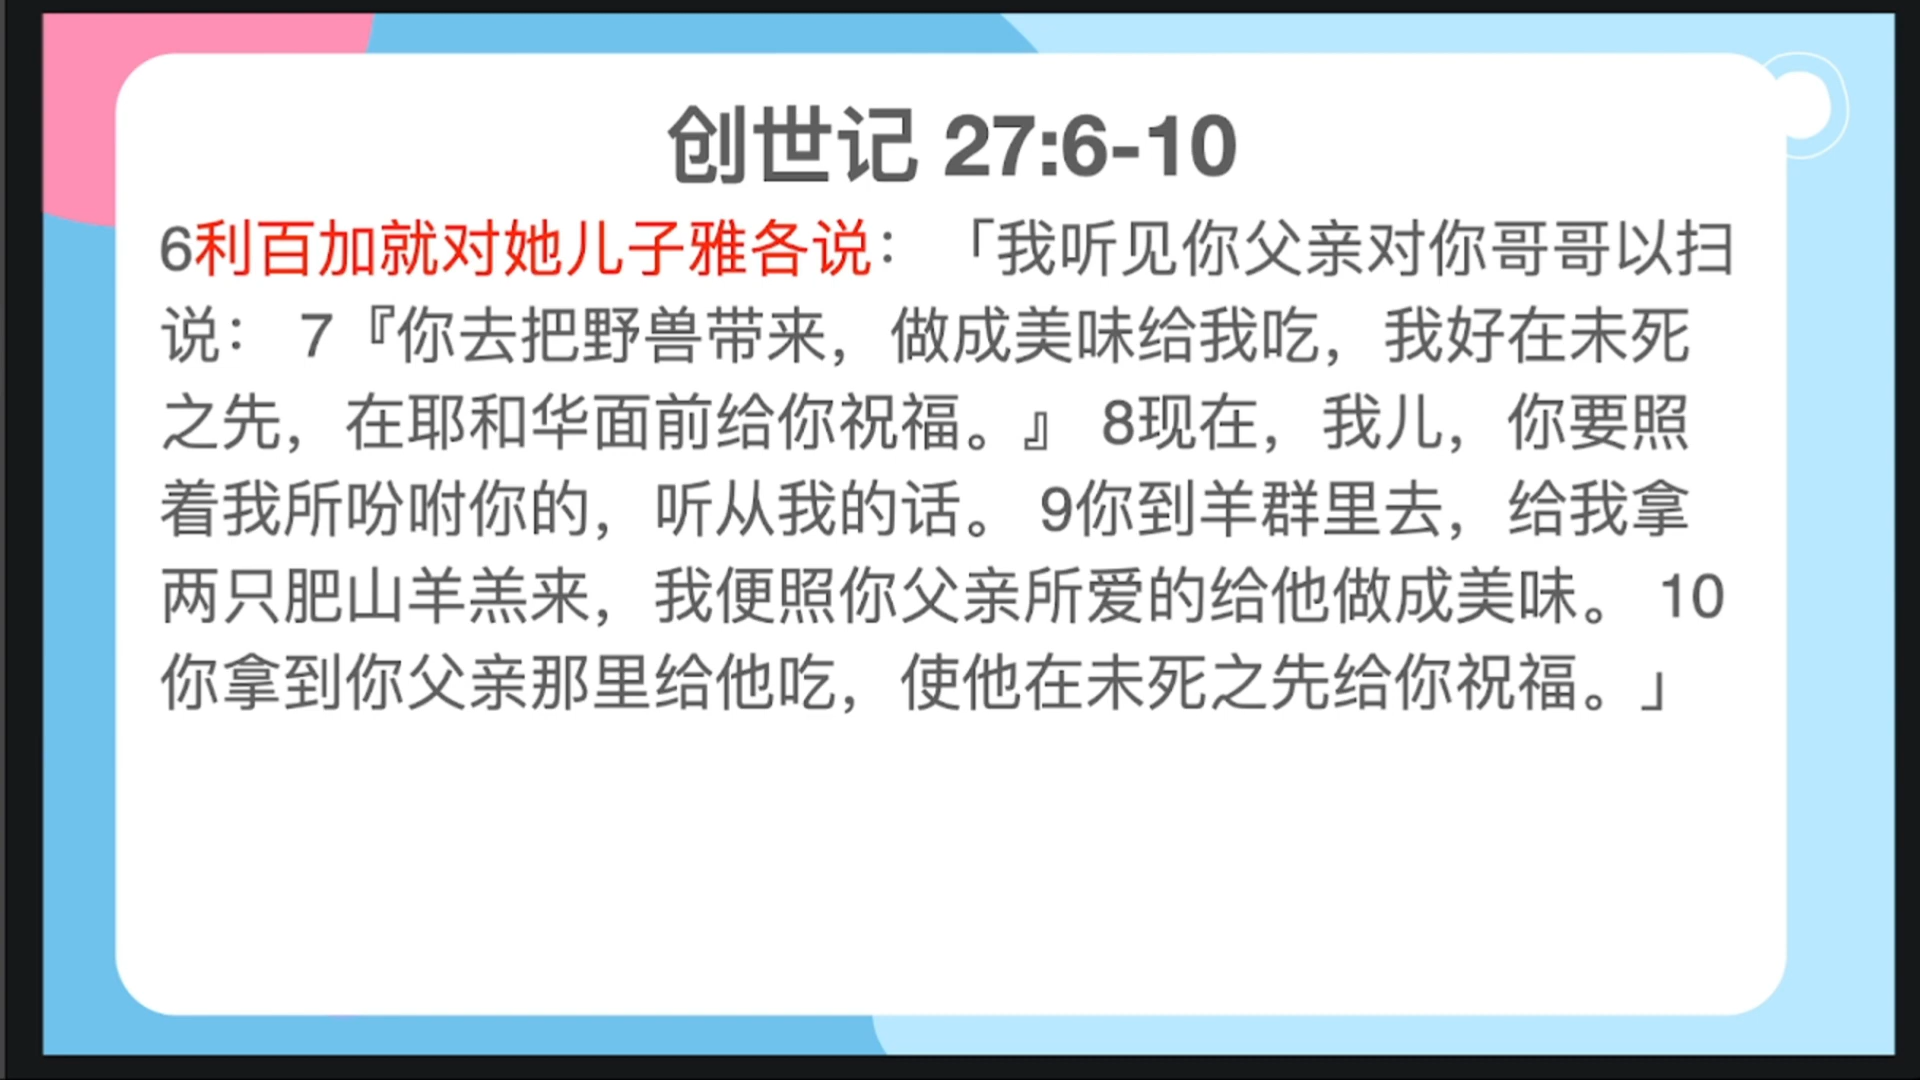 创世记 27:6-10
6利百加就对她儿子雅各说：「我听见你父亲对你哥哥以扫
说： 7『你去把野兽带来，做成美味给我吃，我好在未死
之先，在耶和华面前给你祝福。』 8现在，我儿，你要照
着我所吩咐你的，听从我的话。 9你到羊群里去，给我拿
两只肥山羊羔来，我便照你父亲所爱的给他做成美味。 10
你拿到你父亲那里给他吃，使他在未死之先给你祝福。」